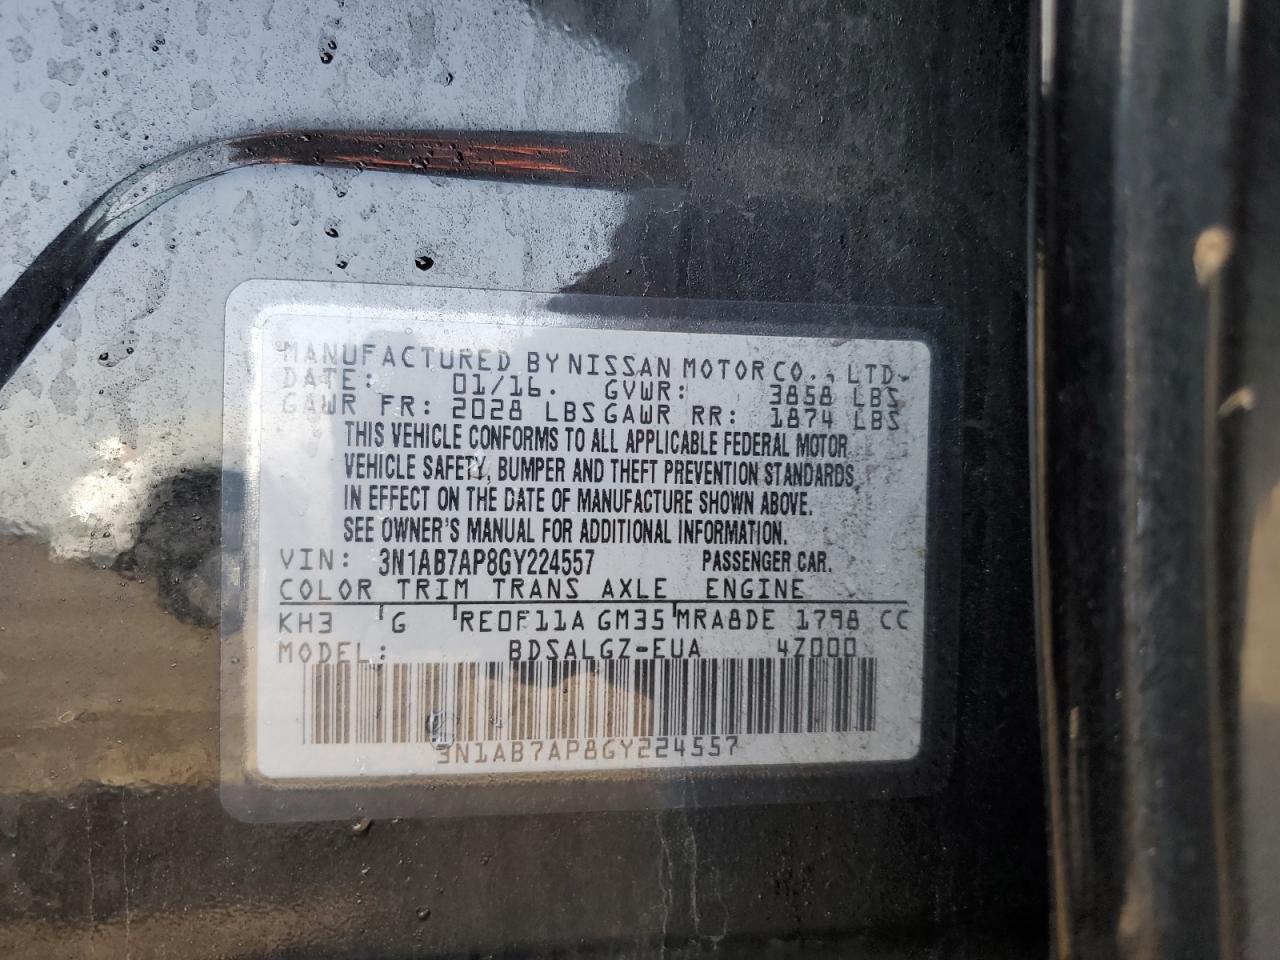 MANUFACTURED BY NISSAN MOTOR CO., LTD.
DATE: 01/16. GVWR: 3858 LBS
GAWR FR: 2028 LBS GAWR RR: 1874 LBS
THIS VEHICLE CONFORMS TO ALL APPLICABLE FEDERAL MOTOR
VEHICLE SAFETY, BUMPER AND THEFT PREVENTION STANDARDS
IN EFFECT ON THE DATE OF MANUFACTURE SHOWN ABOVE.
SEE OWNER'S MANUAL FOR ADDITIONAL INFORMATION.
VIN: 3N1AB7AP8GY224557 PASSENGER CAR.
COLOR TRIM TRANS AXLE ENGINE
KH3 G RE0F11A GM35 MRA8DE 1798 CC
MODEL: BDSALGZ-EUA 4Z000
3N1AB7AP8GY224557